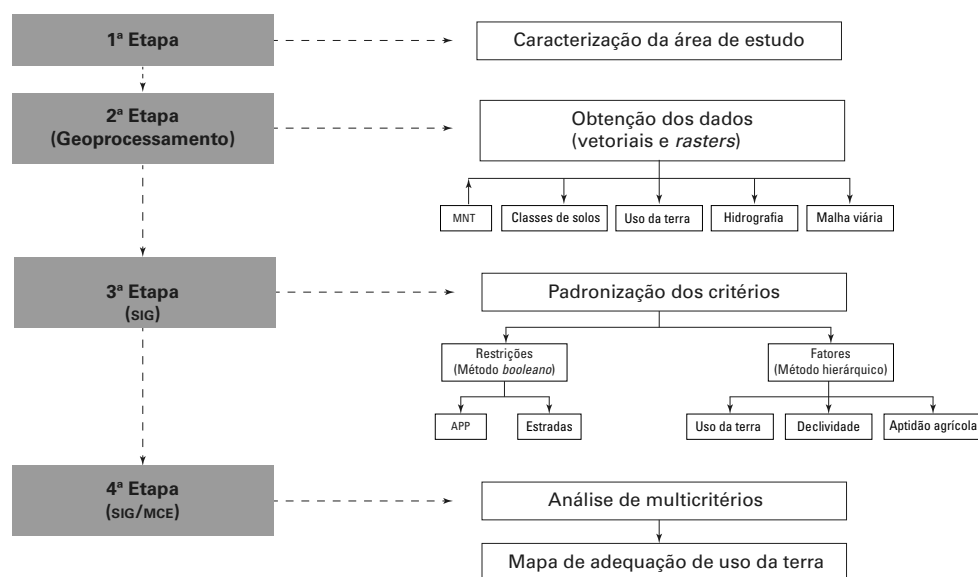 1ª Etapa
Caracterização da área de estudo
2ª Etapa
(Geoprocessamento)
Obtenção dos dados
(vetoriais e rasters)
MNT
Classes de solos
Uso da terra
Hidrografia
Malha viária
3ª Etapa
(SIG)
Padronização dos critérios
Restrições
(Método booleano)
Fatores
(Método hierárquico)
APP
Estradas
Uso da terra
Declividade
Aptidão agrícola
4ª Etapa
(SIG/MCE)
Análise de multicritérios
Mapa de adequação de uso da terra